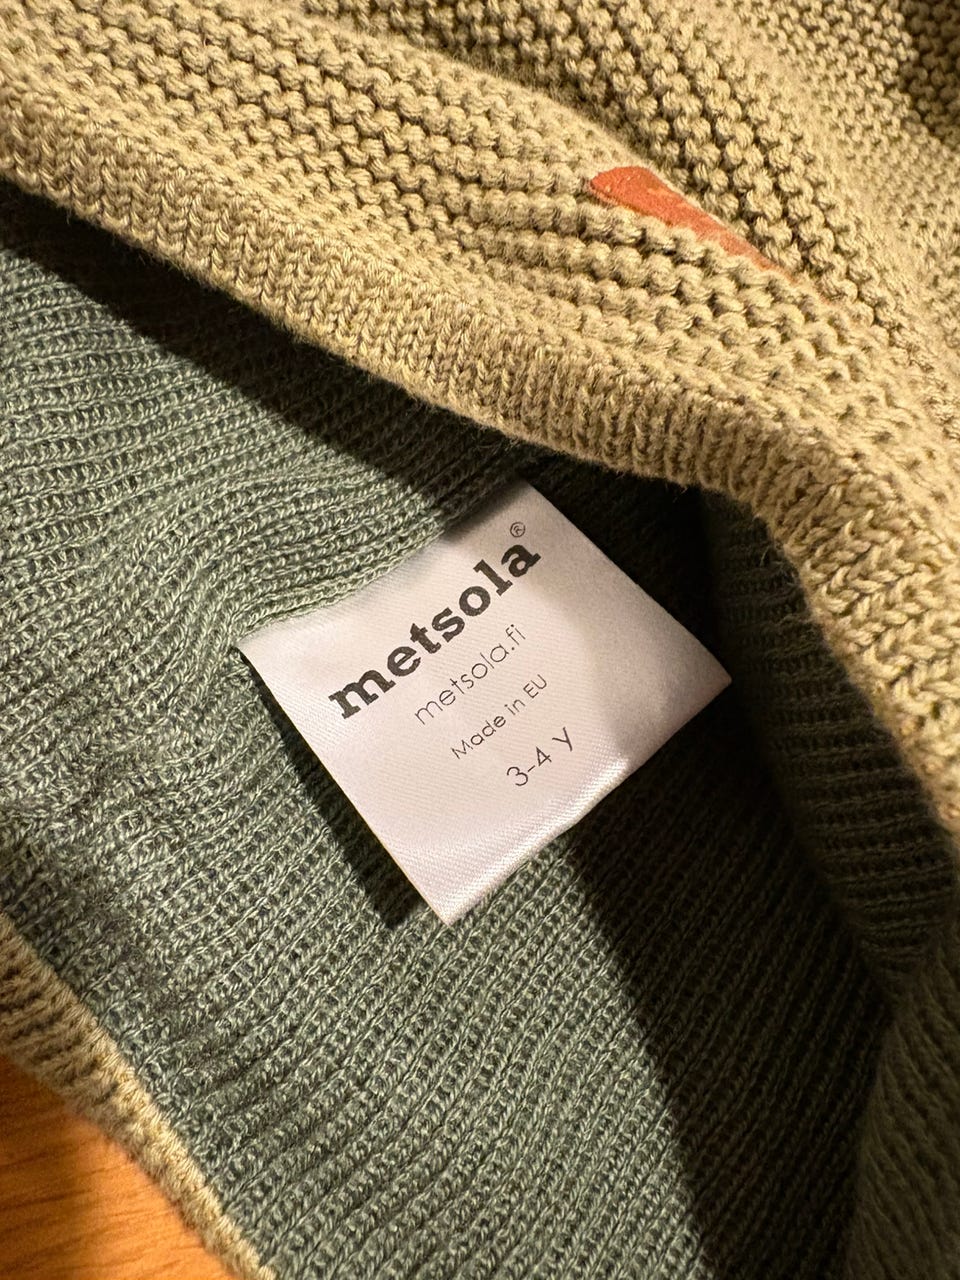 metsola®
metsola.fi
Made in EU
3-4 y